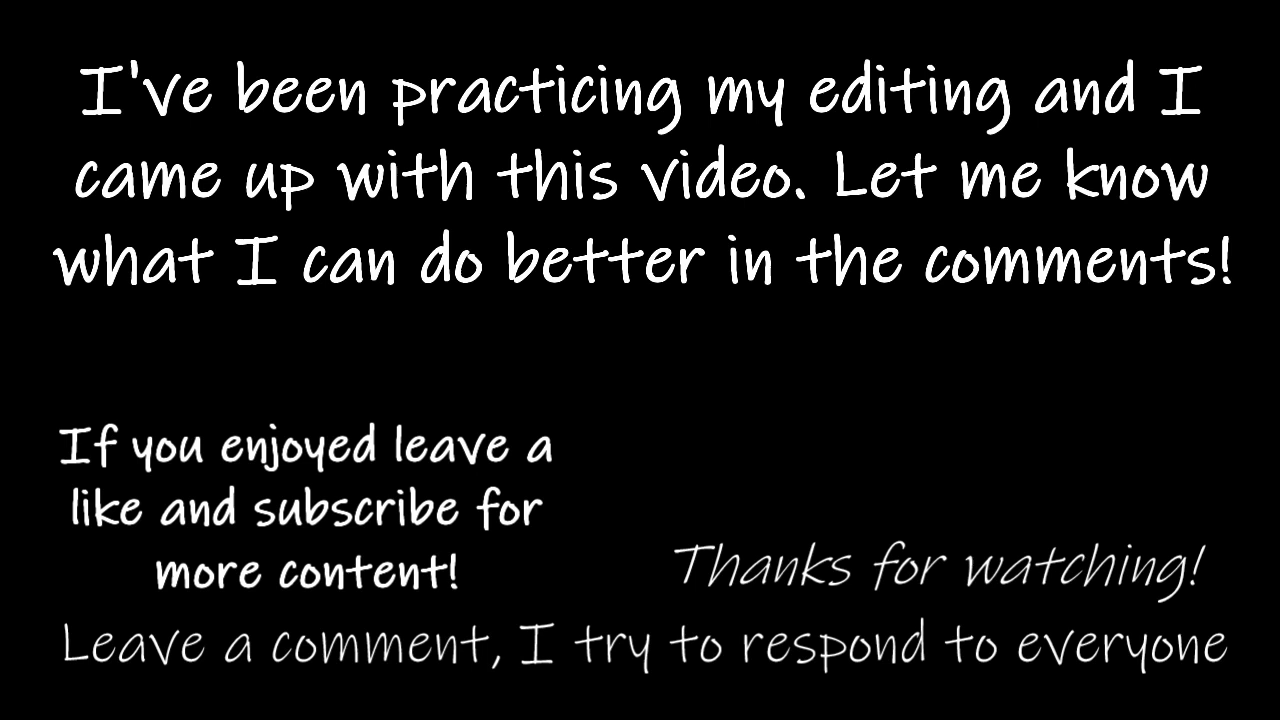 I've been practicing my editing and I
came up with this video. Let me know
what I can do better in the comments!
If you enjoyed leave a
like and subscribe for
more content!
Thanks for watching!
Leave a comment, I try to respond to everyone